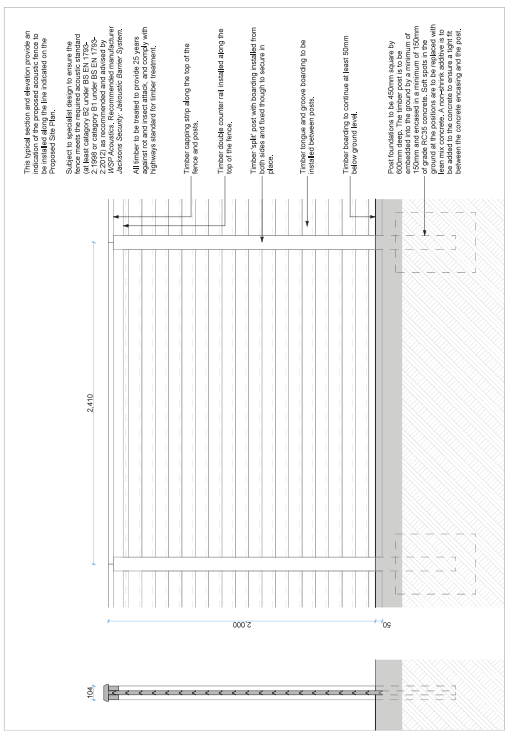 This typical section and elevation provide an
indication of the proposed acoustic fence to
be installed along the line indicated on the
Proposed Site Plan.
Subject to specialist design to ensure the
fence meets the required acoustic standard
(at least catagory B2 under BS EN 1793-
2:1998 or catagory B1 under BS EN 1793-
2:2012) as recommended and advised by
WSP Acoustics. Recommended manufacturer
Jacksons Security: Jakoustic Barrier System.
All timber to be treated to provide 25 years
against rot and insect attack, and comply with
highways standard for timber treatment,
Timber capping strip along the top of the
fence and posts.
Timber double counter rail installed along the
top of the fence.
Timber 'split' post with boarding installed from
both sides and fixed though to secure in
place.
Timber tongue and groove boarding to be
installed between posts.
Timber boarding to continue at least 50mm
below ground level.
Post foundations to be 450mm square by
600mm deep. The timber post is to be
embedded into the ground by a minimum of
150mm and encased in a minimum of 150mm
of grade RC35 concrete. Soft spots in the
ground at the positions are to be replaced with
lean mix concrete. A non-shrink additive is to
be added to the concrete to ensure a tight fit
between the concrete encasing and the post.
2,410
2,000
50
104